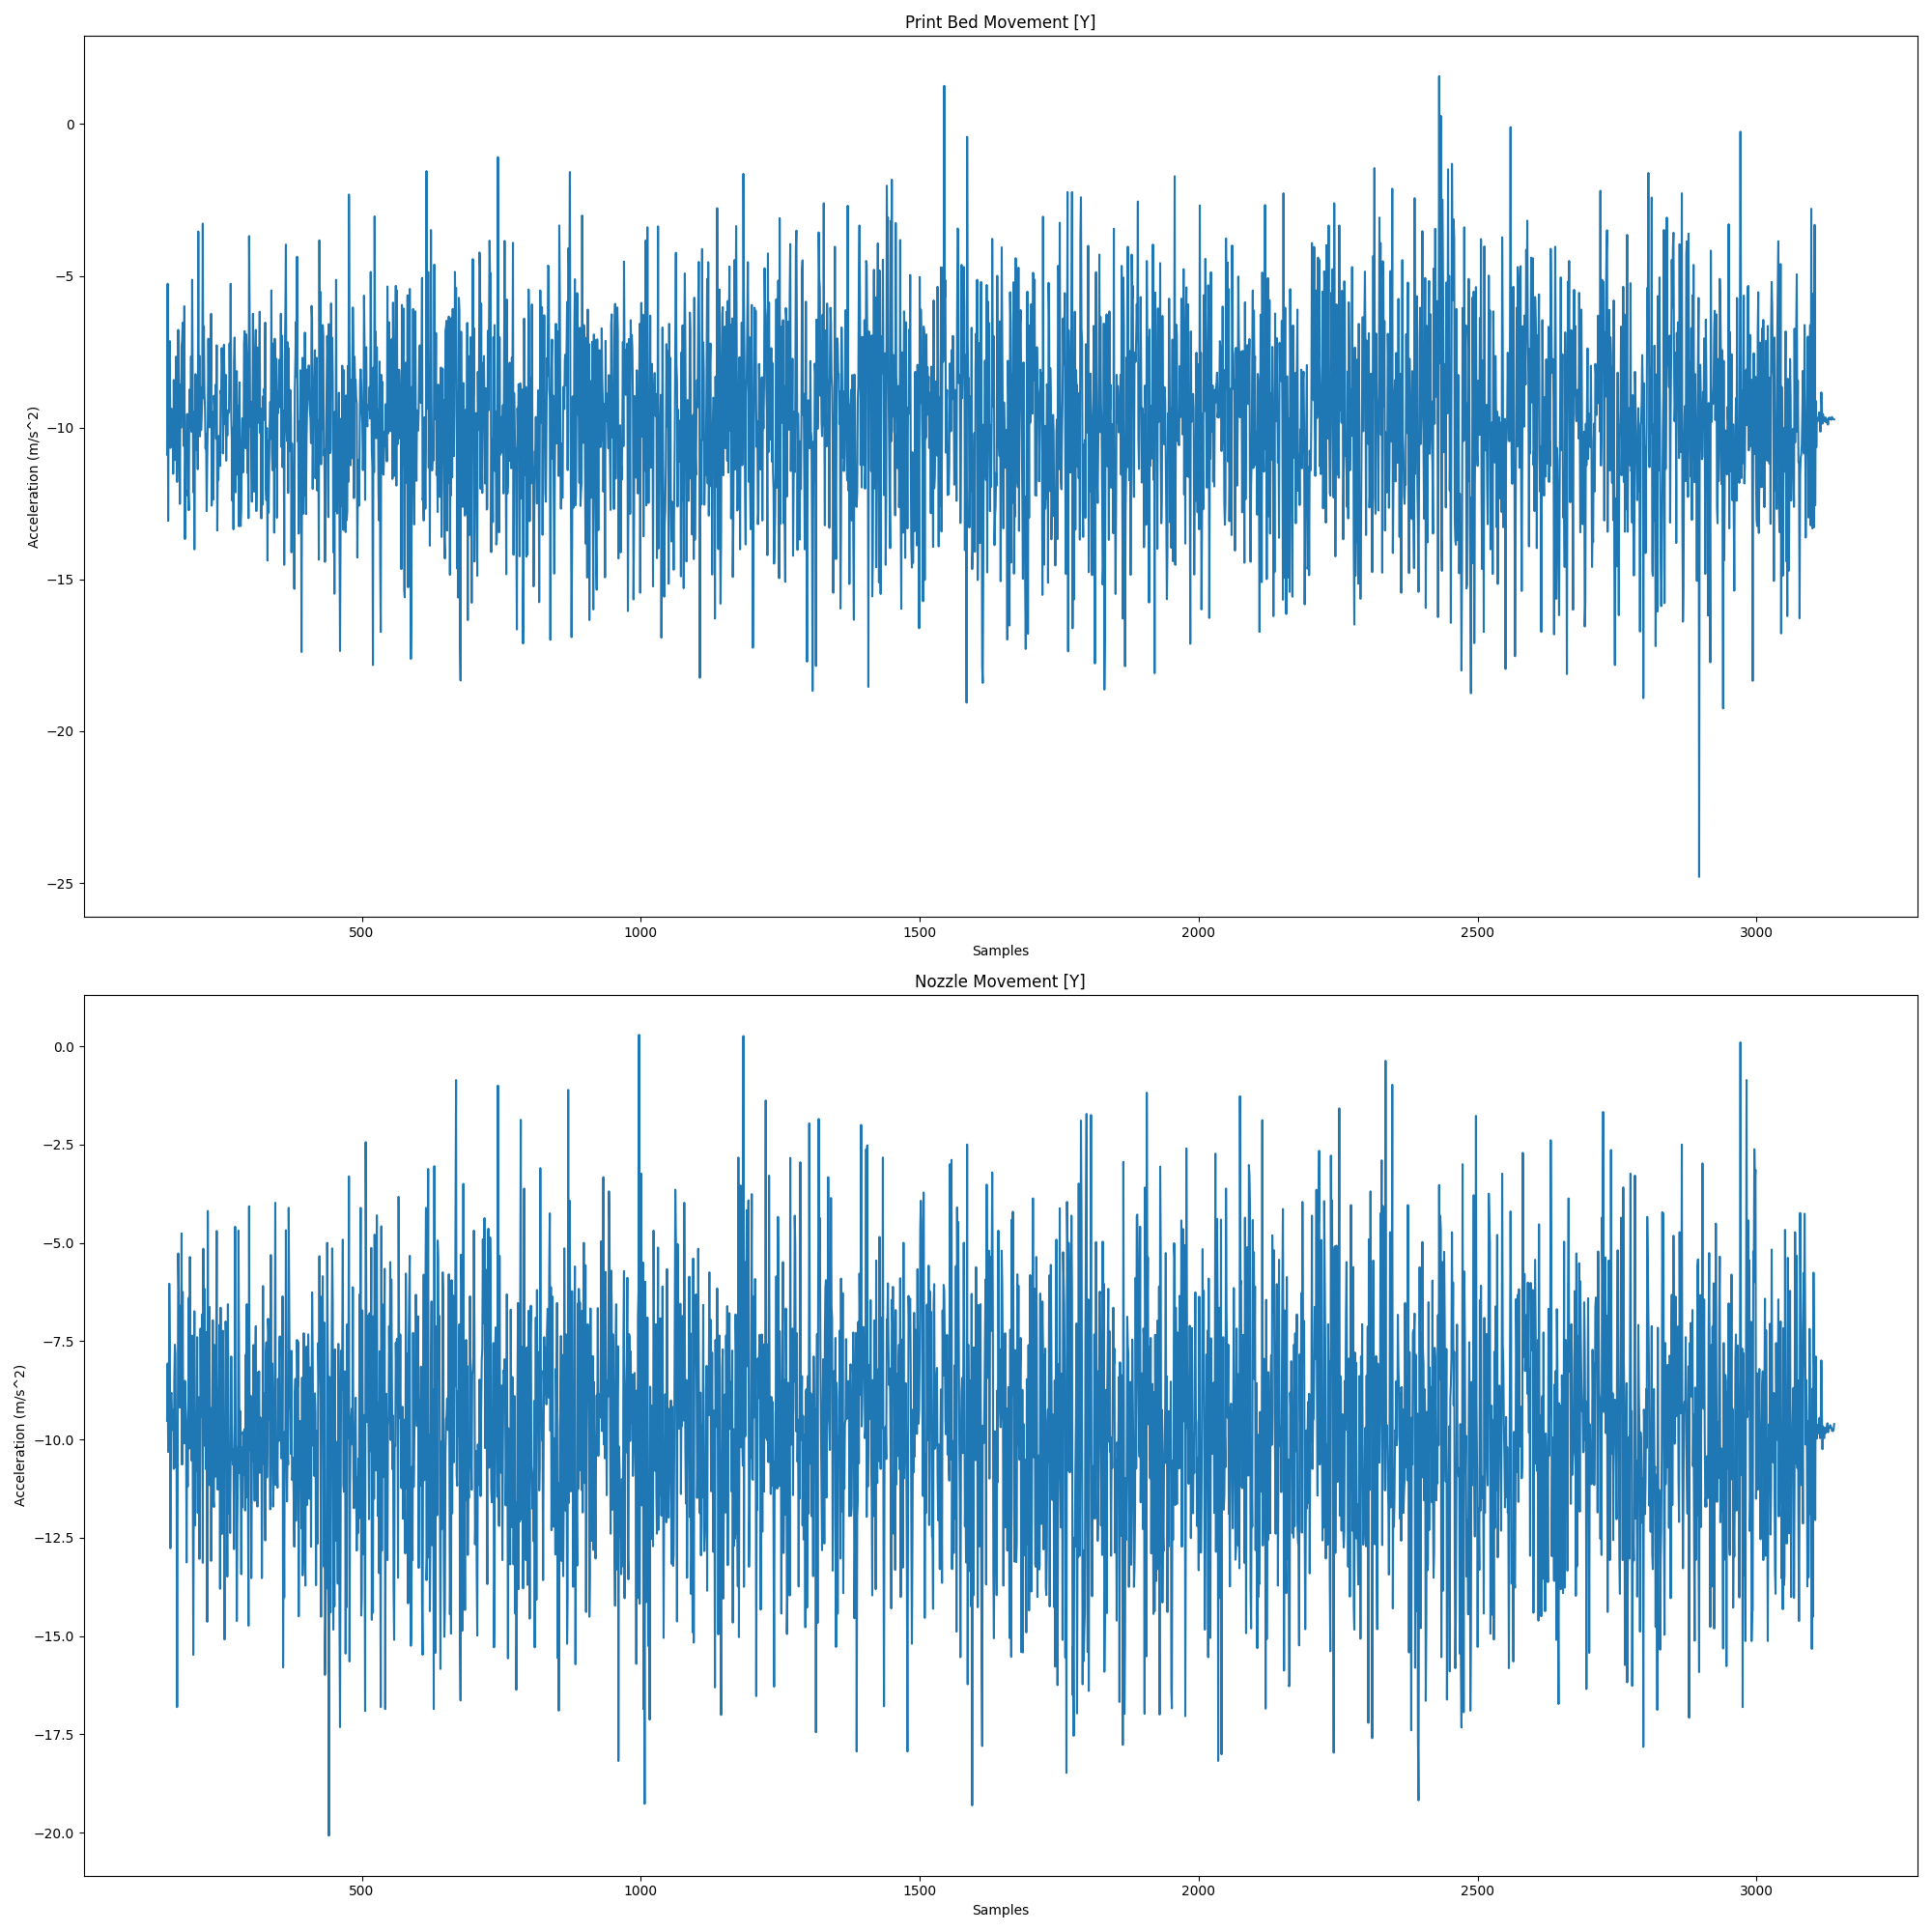 Print Bed Movement [Y]
Acceleration (m/s^2)
0
−5
−10
−15
−20
−25
500 1000 1500 2000 2500 3000
Samples
Nozzle Movement [Y]
Acceleration (m/s^2)
0.0
−2.5
−5.0
−7.5
−10.0
−12.5
−15.0
−17.5
−20.0
500 1000 1500 2000 2500 3000
Samples